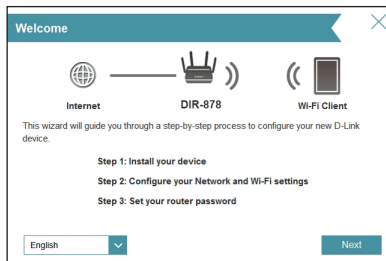 Welcome
Internet
DIR-878
Wi-Fi Client
This wizard will guide you through a step-by-step process to configure your new D-Link
device.
Step 1: Install your device
Step 2: Configure your Network and Wi-Fi settings
Step 3: Set your router password
English
Next